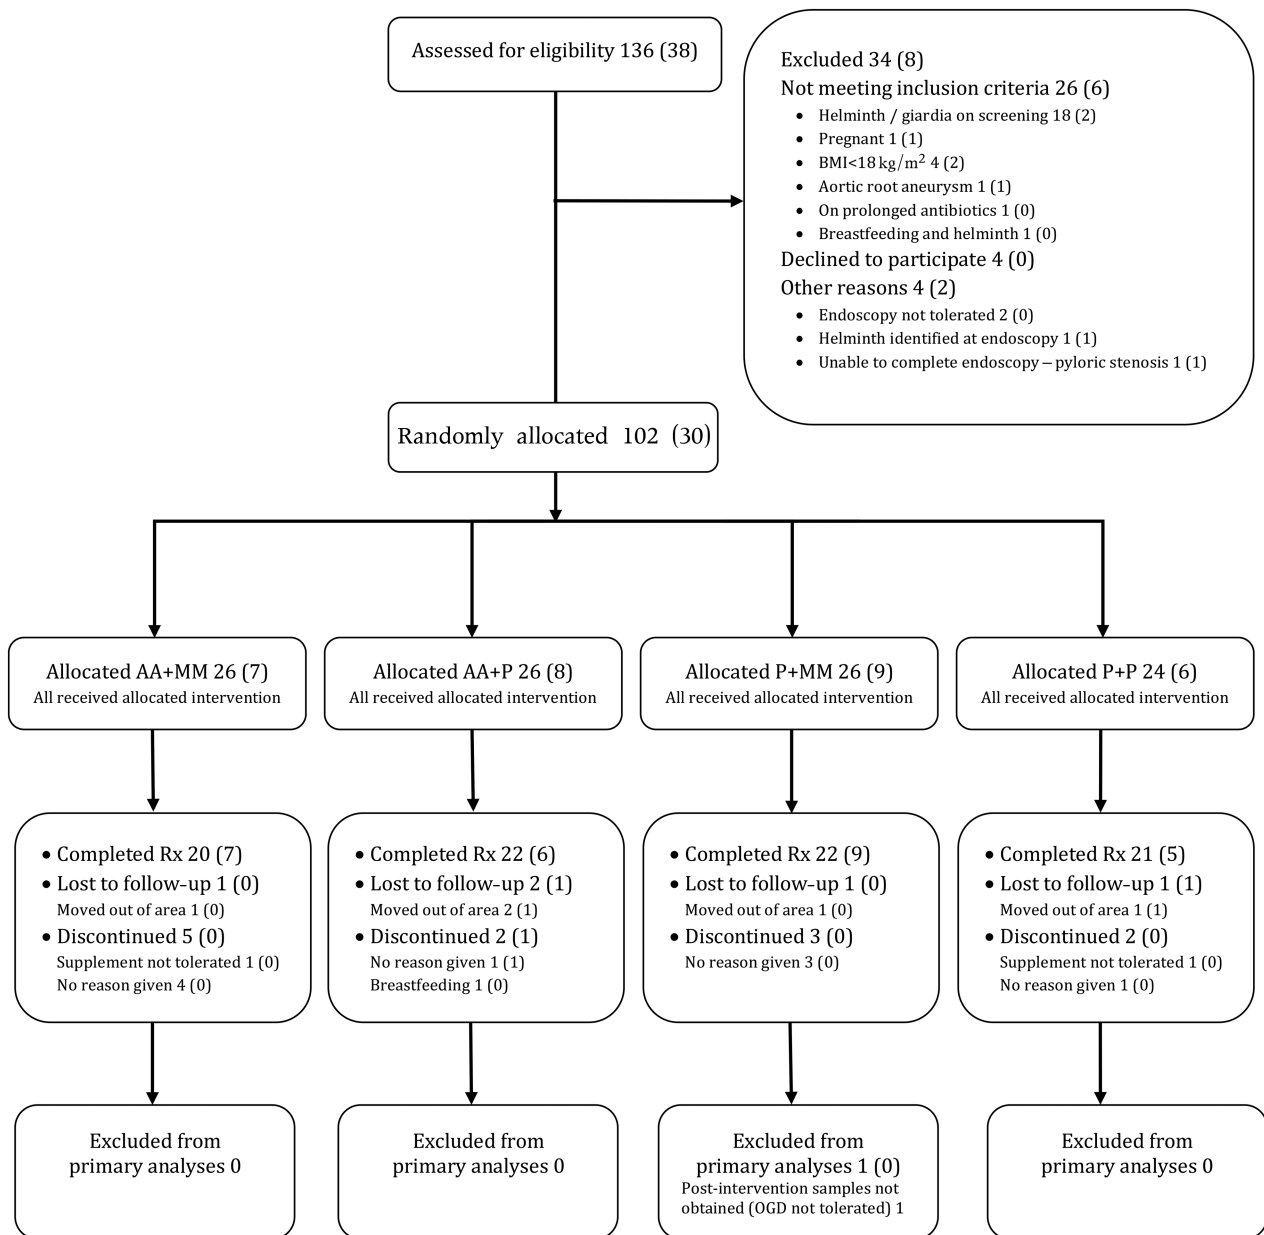 Assessed for eligibility 136 (38)
Excluded 34 (8)
Not meeting inclusion criteria 26 (6)
• Helminth / giardia on screening 18 (2)
• Pregnant 1 (1)
• BMI<18 kg/m² 4 (2)
• Aortic root aneurysm 1 (1)
• On prolonged antibiotics 1 (0)
• Breastfeeding and helminth 1 (0)
Declined to participate 4 (0)
Other reasons 4 (2)
• Endoscopy not tolerated 2 (0)
• Helminth identified at endoscopy 1 (1)
• Unable to complete endoscopy – pyloric stenosis 1 (1)
Randomly allocated 102 (30)
Allocated AA+MM 26 (7)
All received allocated intervention
Allocated AA+P 26 (8)
All received allocated intervention
Allocated P+MM 26 (9)
All received allocated intervention
Allocated P+P 24 (6)
All received allocated intervention
• Completed Rx 20 (7)
• Lost to follow-up 1 (0)
Moved out of area 1 (0)
• Discontinued 5 (0)
Supplement not tolerated 1 (0)
No reason given 4 (0)
• Completed Rx 22 (6)
• Lost to follow-up 2 (1)
Moved out of area 2 (1)
• Discontinued 2 (1)
No reason given 1 (1)
Breastfeeding 1 (0)
• Completed Rx 22 (9)
• Lost to follow-up 1 (0)
Moved out of area 1 (0)
• Discontinued 3 (0)
No reason given 3 (0)
• Completed Rx 21 (5)
• Lost to follow-up 1 (1)
Moved out of area 1 (1)
• Discontinued 2 (0)
Supplement not tolerated 1 (0)
No reason given 1 (0)
Excluded from
primary analyses 0
Excluded from
primary analyses 0
Excluded from
primary analyses 1 (0)
Post-intervention samples not
obtained (OGD not tolerated) 1
Excluded from
primary analyses 0